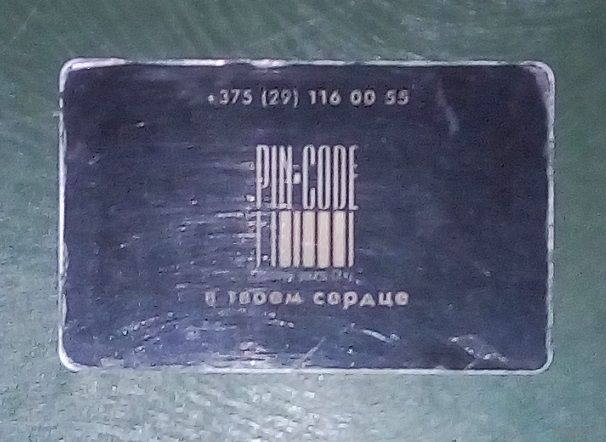 +375 (29) 116 00 55
PIN-CODE
в твоем сердце